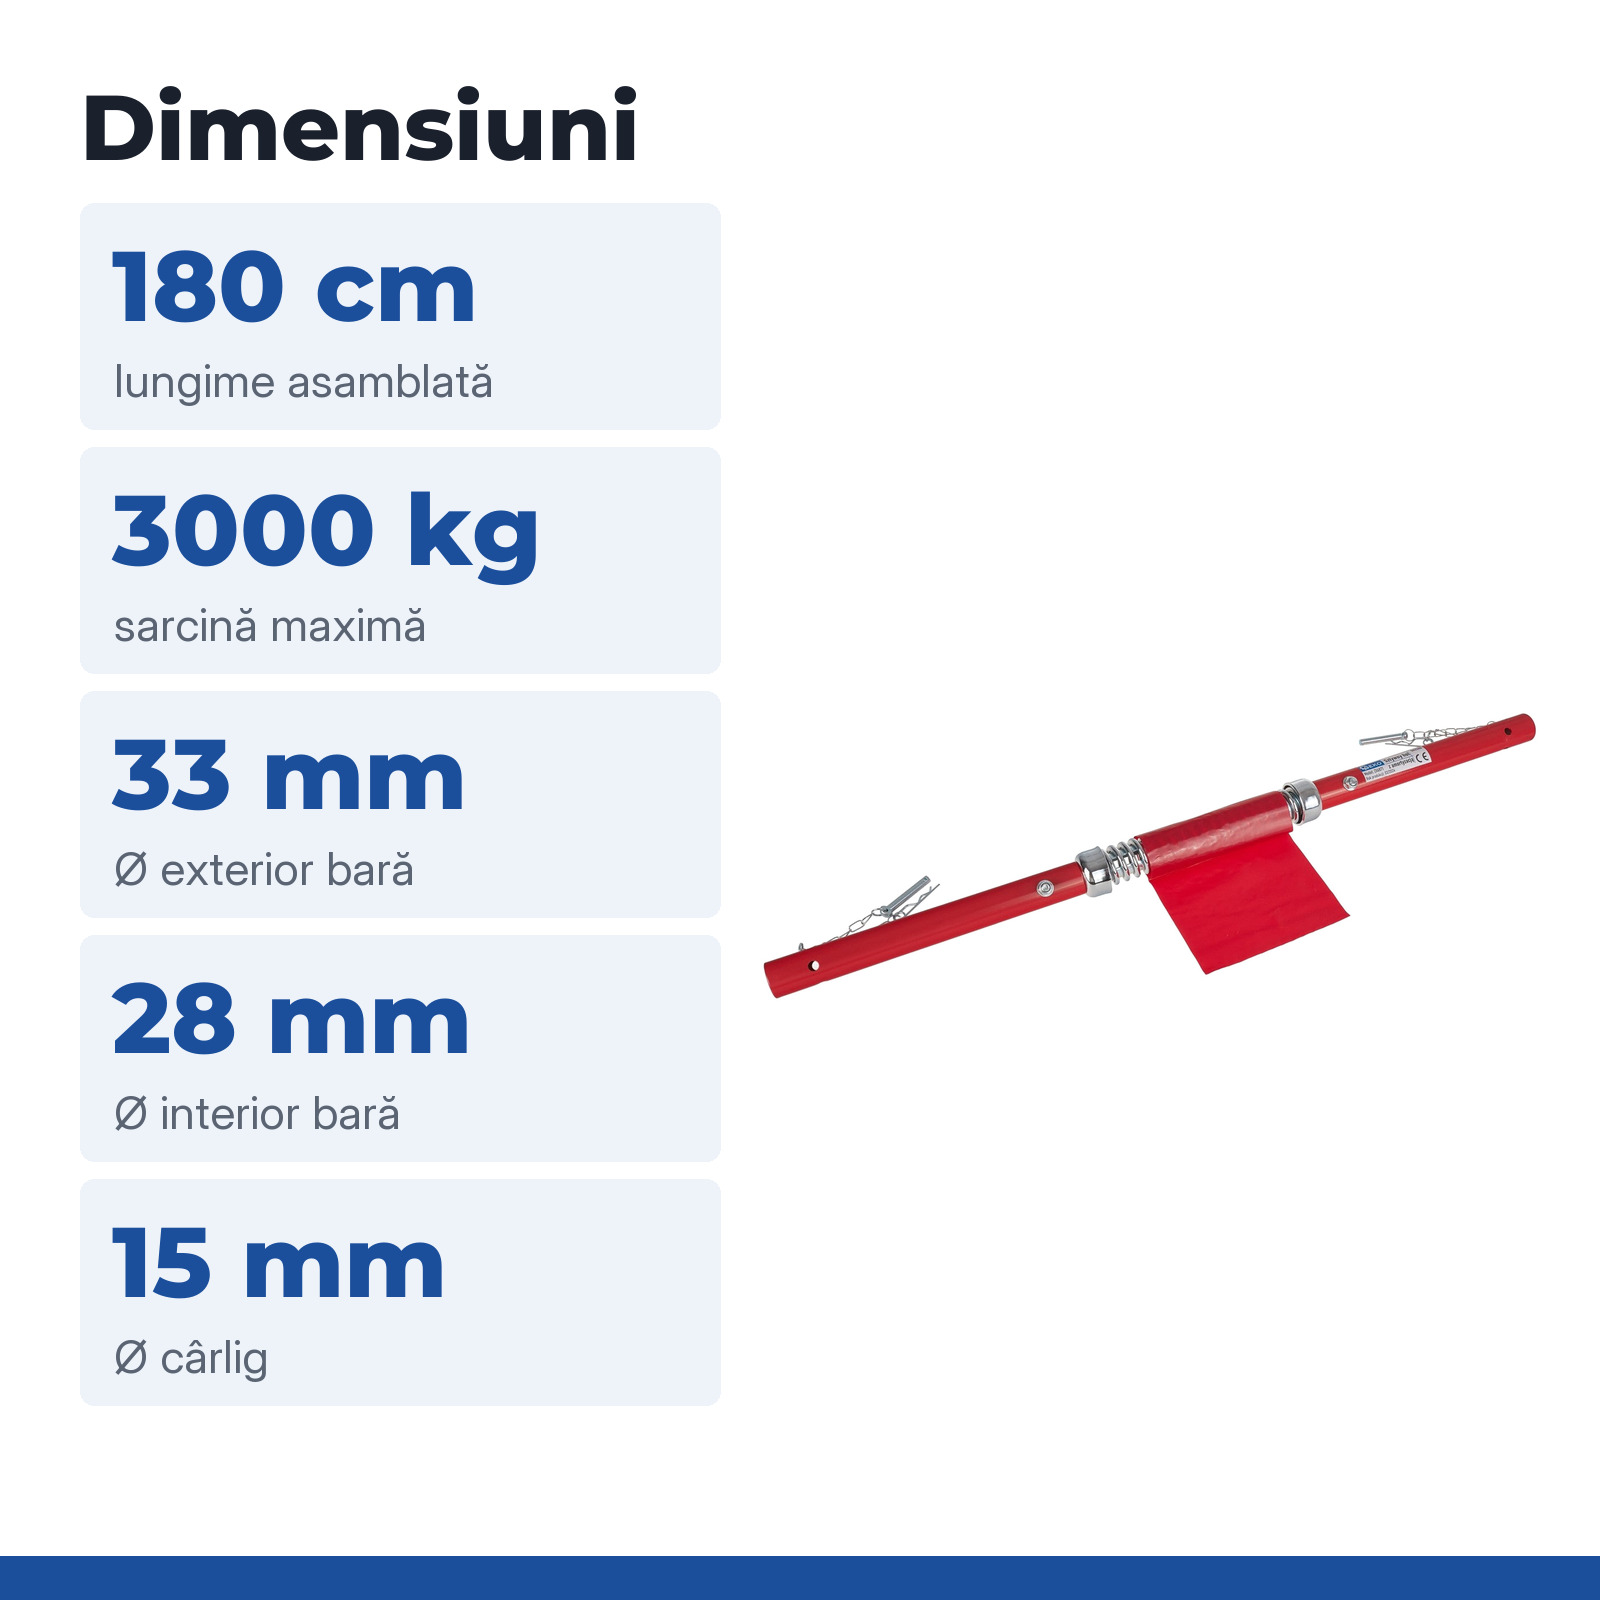 Dimensiuni
180 cm
lungime asamblată
3000 kg
sarcină maximă
33 mm
Ø exterior bară
28 mm
Ø interior bară
15 mm
Ø cârlig
CE